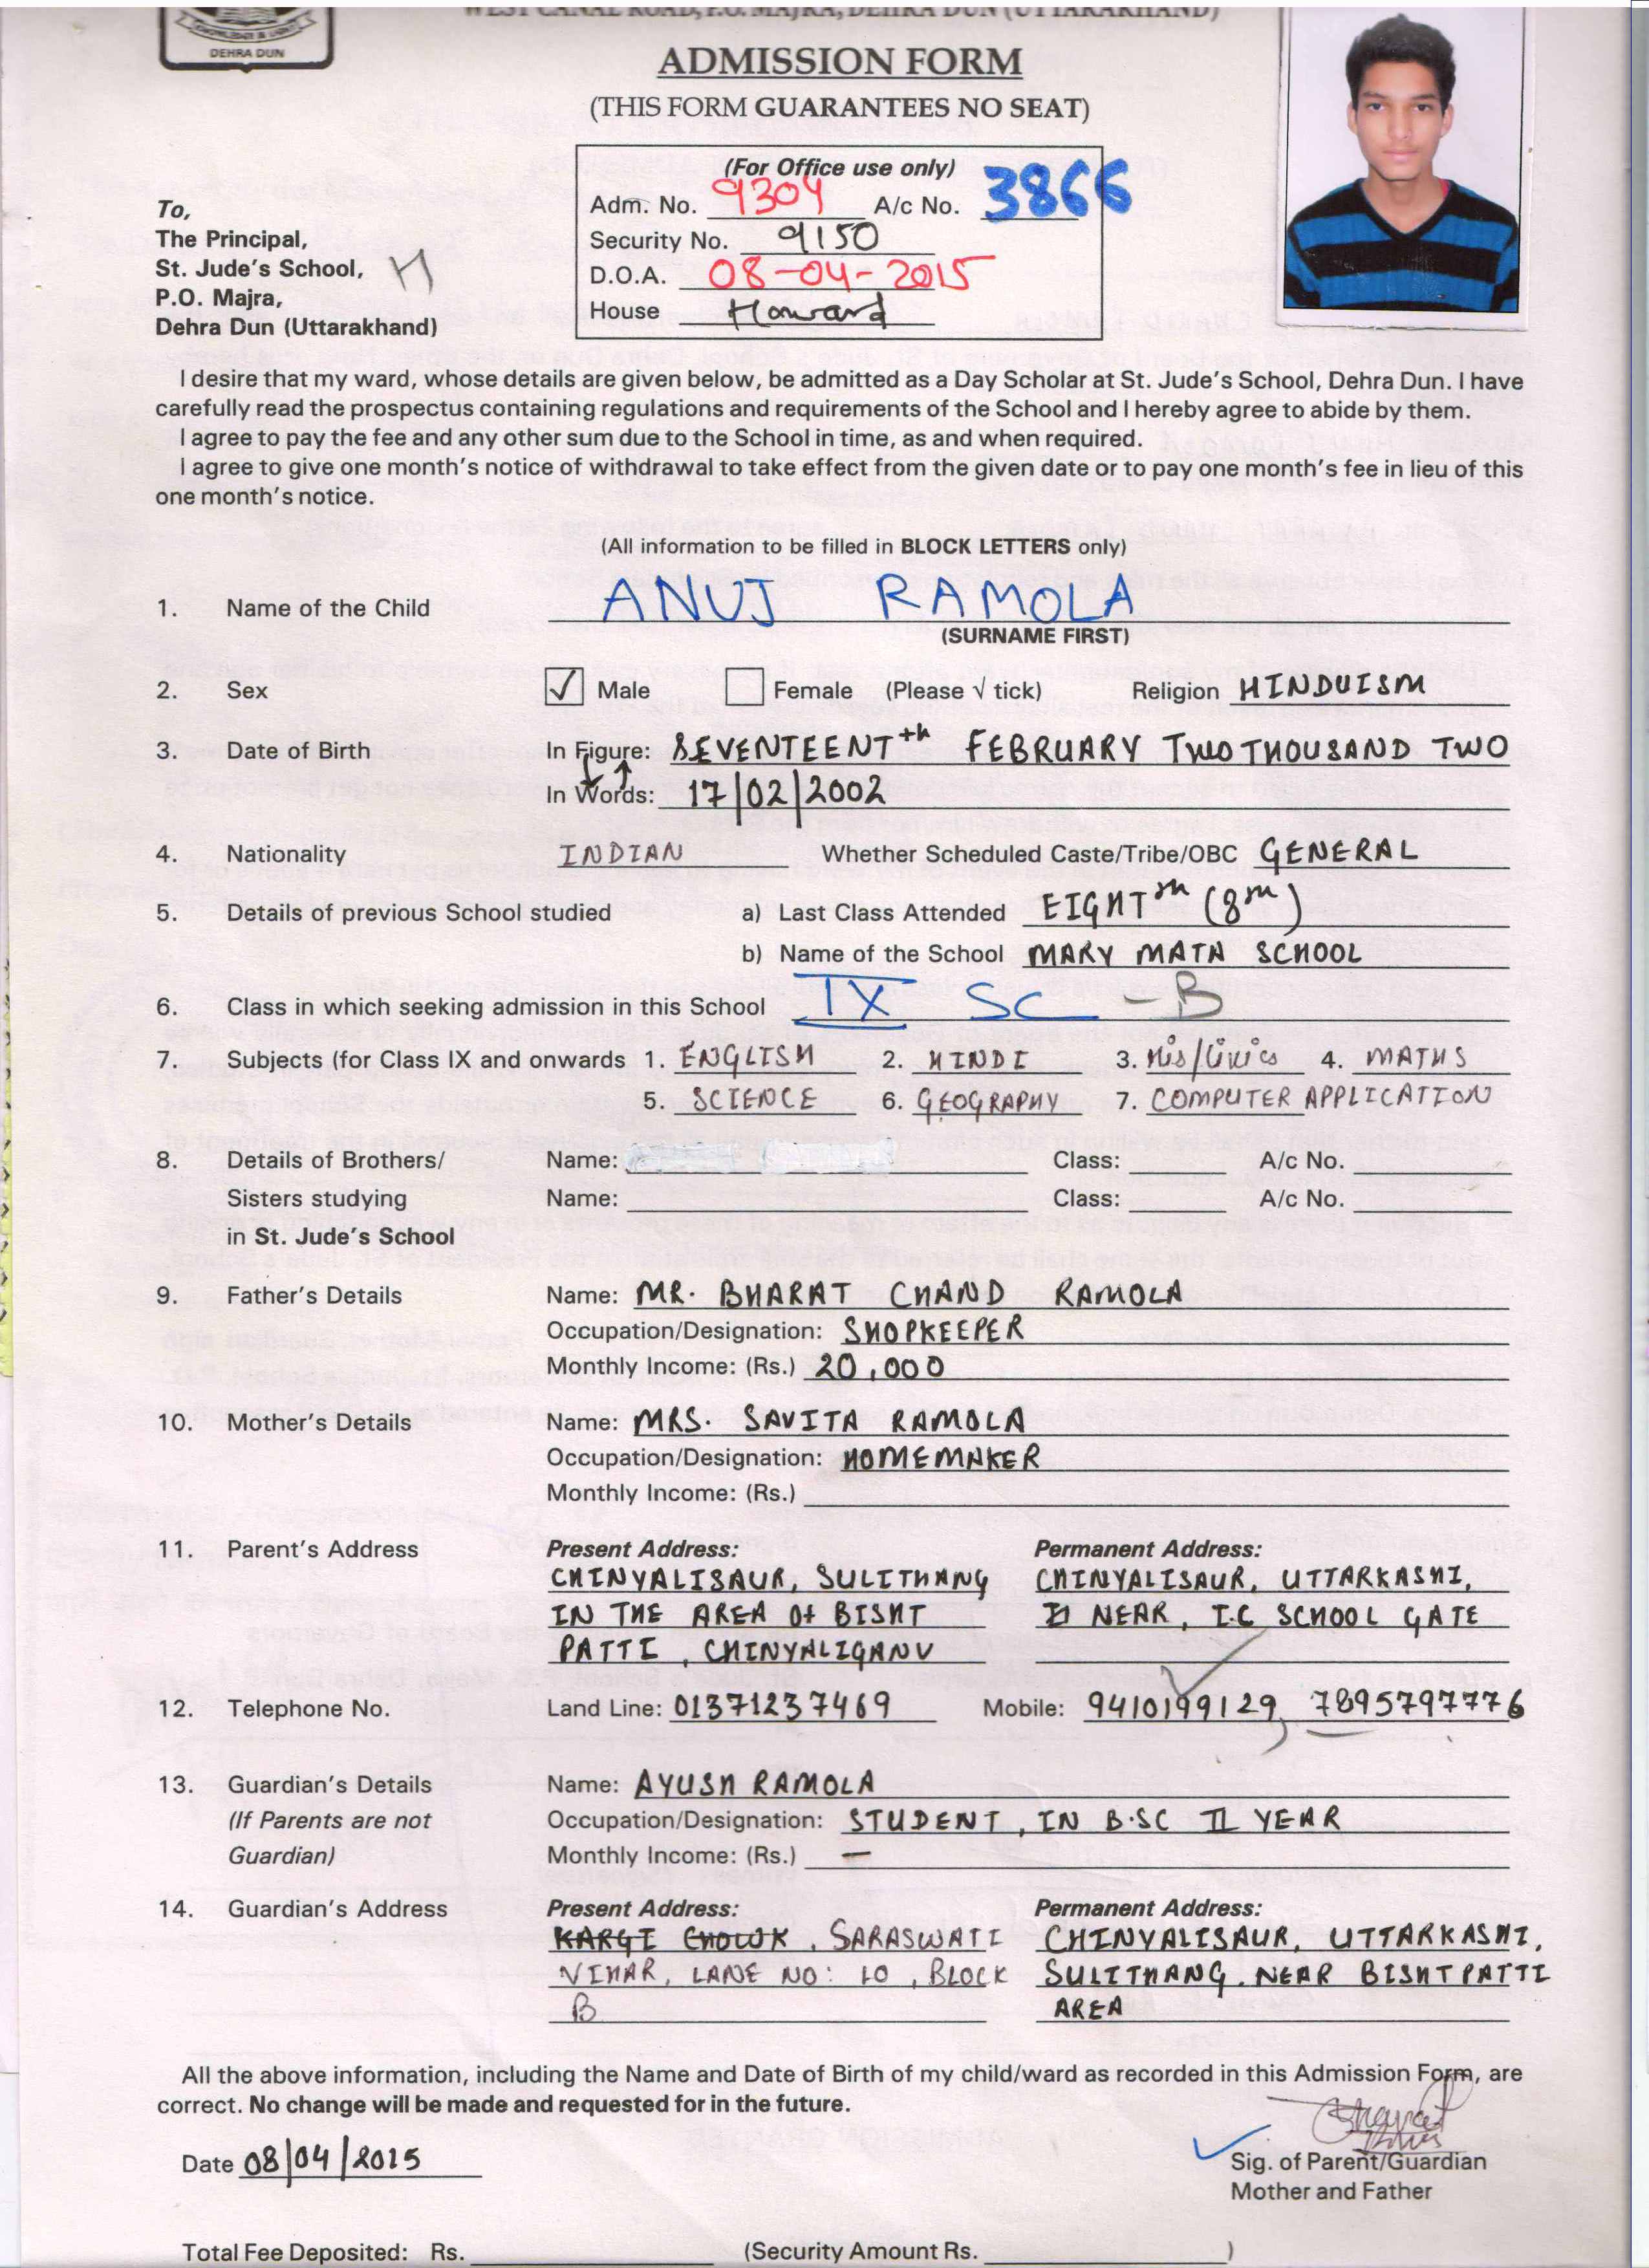 WEST CANAL ROAD, P.O. MAJRA, DEHRA DUN (UTTARAKHAND)
DEHRA DUN
ADMISSION FORM
(THIS FORM GUARANTEES NO SEAT)
(For Office use only)
Adm. No. 9304 A/c No. 3866
Security No. 9150
D.O.A. 08-04-2015
House Howard
To,
The Principal,
St. Jude's School, H
P.O. Majra,
Dehra Dun (Uttarakhand)
I desire that my ward, whose details are given below, be admitted as a Day Scholar at St. Jude's School, Dehra Dun. I have
carefully read the prospectus containing regulations and requirements of the School and I hereby agree to abide by them.
I agree to pay the fee and any other sum due to the School in time, as and when required.
I agree to give one month's notice of withdrawal to take effect from the given date or to pay one month's fee in lieu of this
one month's notice.
(All information to be filled in BLOCK LETTERS only)
1. Name of the Child ANUJ RAMOLA
(SURNAME FIRST)
2. Sex ✓ Male Female (Please √ tick) Religion HINDUISM
3. Date of Birth In Figure: SEVENTEENTth FEBRUARY TWO THOUSAND TWO
In Words: 17/02/2002
4. Nationality INDIAN Whether Scheduled Caste/Tribe/OBC GENERAL
5. Details of previous School studied a) Last Class Attended EIGHTth (8th)
b) Name of the School MARY MATA SCHOOL
6. Class in which seeking admission in this School IX SC - B
7. Subjects (for Class IX and onwards 1. ENGLISH 2. HINDI 3. His/Civics 4. MATHS
5. SCIENCE 6. GEOGRAPHY 7. COMPUTER APPLICATION
8. Details of Brothers/ Name: Class: A/c No.
Sisters studying Name: Class: A/c No.
in St. Jude's School
9. Father's Details Name: MR. BHARAT CHAND RAMOLA
Occupation/Designation: SHOPKEEPER
Monthly Income: (Rs.) 20,000
10. Mother's Details Name: MRS. SAVITA RAMOLA
Occupation/Designation: HOMEMAKER
Monthly Income: (Rs.)
11. Parent's Address Present Address: Permanent Address:
CHINYALISAUR, SULITHANG CHINYALISAUR, UTTARKASHI,
IN THE AREA Of BISHT NEAR, I.C SCHOOL GATE
PATTI, CHINYALIGANV
12. Telephone No. Land Line: 01371237469 Mobile: 9410199129, 7895797776
13. Guardian's Details Name: AYUSH RAMOLA
(If Parents are not Occupation/Designation: STUDENT, IN B.SC II YEAR
Guardian) Monthly Income: (Rs.) —
14. Guardian's Address Present Address: Permanent Address:
KARGI CHOWK, SARASWATI CHINYALISAUR, UTTARKASHI,
VIHAR, LANE NO: 10, BLOCK SULITHANG. NEAR BISHT PATTI
B AREA
All the above information, including the Name and Date of Birth of my child/ward as recorded in this Admission Form, are
correct. No change will be made and requested for in the future.
Date 08/04/2015
Sig. of Parent/Guardian
Mother and Father
Total Fee Deposited: Rs. (Security Amount Rs. )